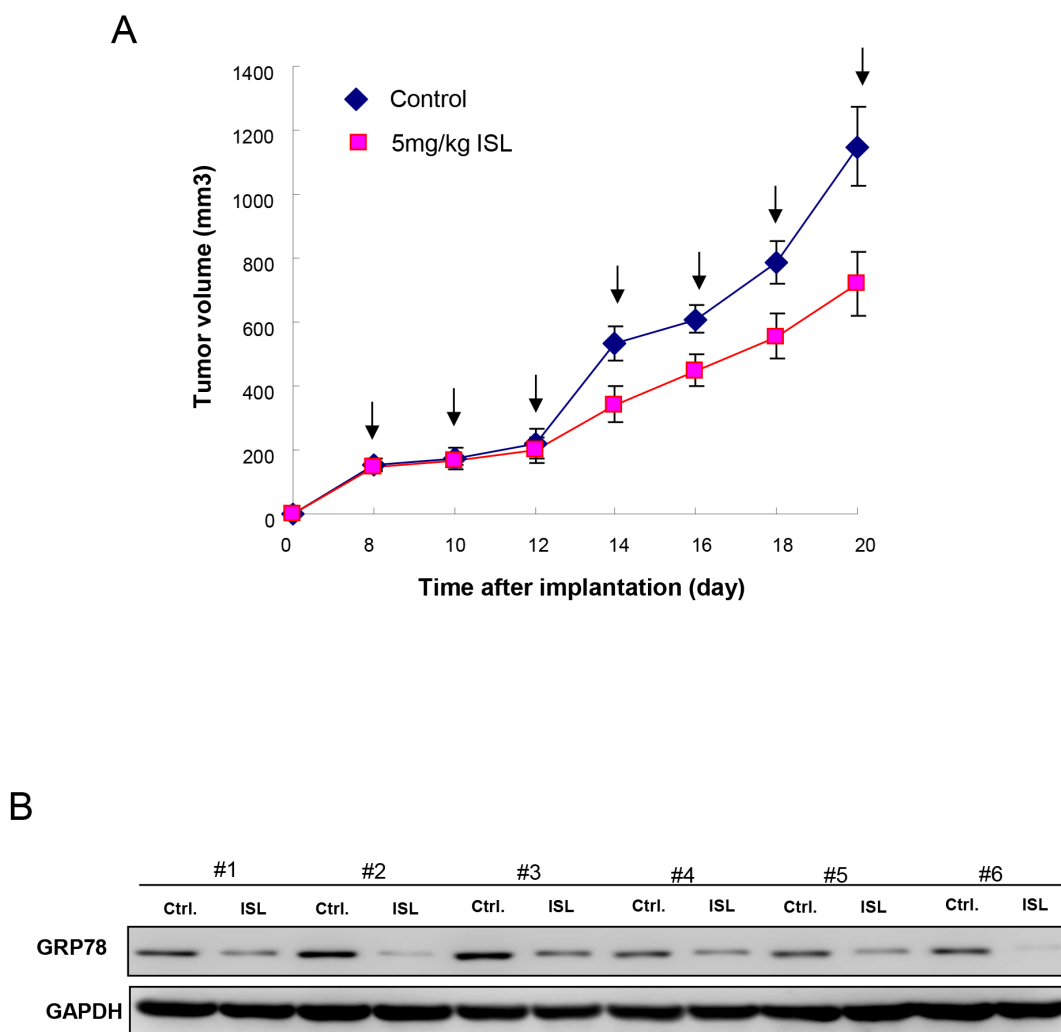 A
1400
1200
1000
800
600
400
200
0
Control
5mg/kg ISL
Tumor volume (mm3)
0 8 10 12 14 16 18 20
Time after implantation (day)
B
#1 #2 #3 #4 #5 #6
Ctrl. ISL Ctrl. ISL Ctrl. ISL Ctrl. ISL Ctrl. ISL Ctrl. ISL
GRP78
GAPDH